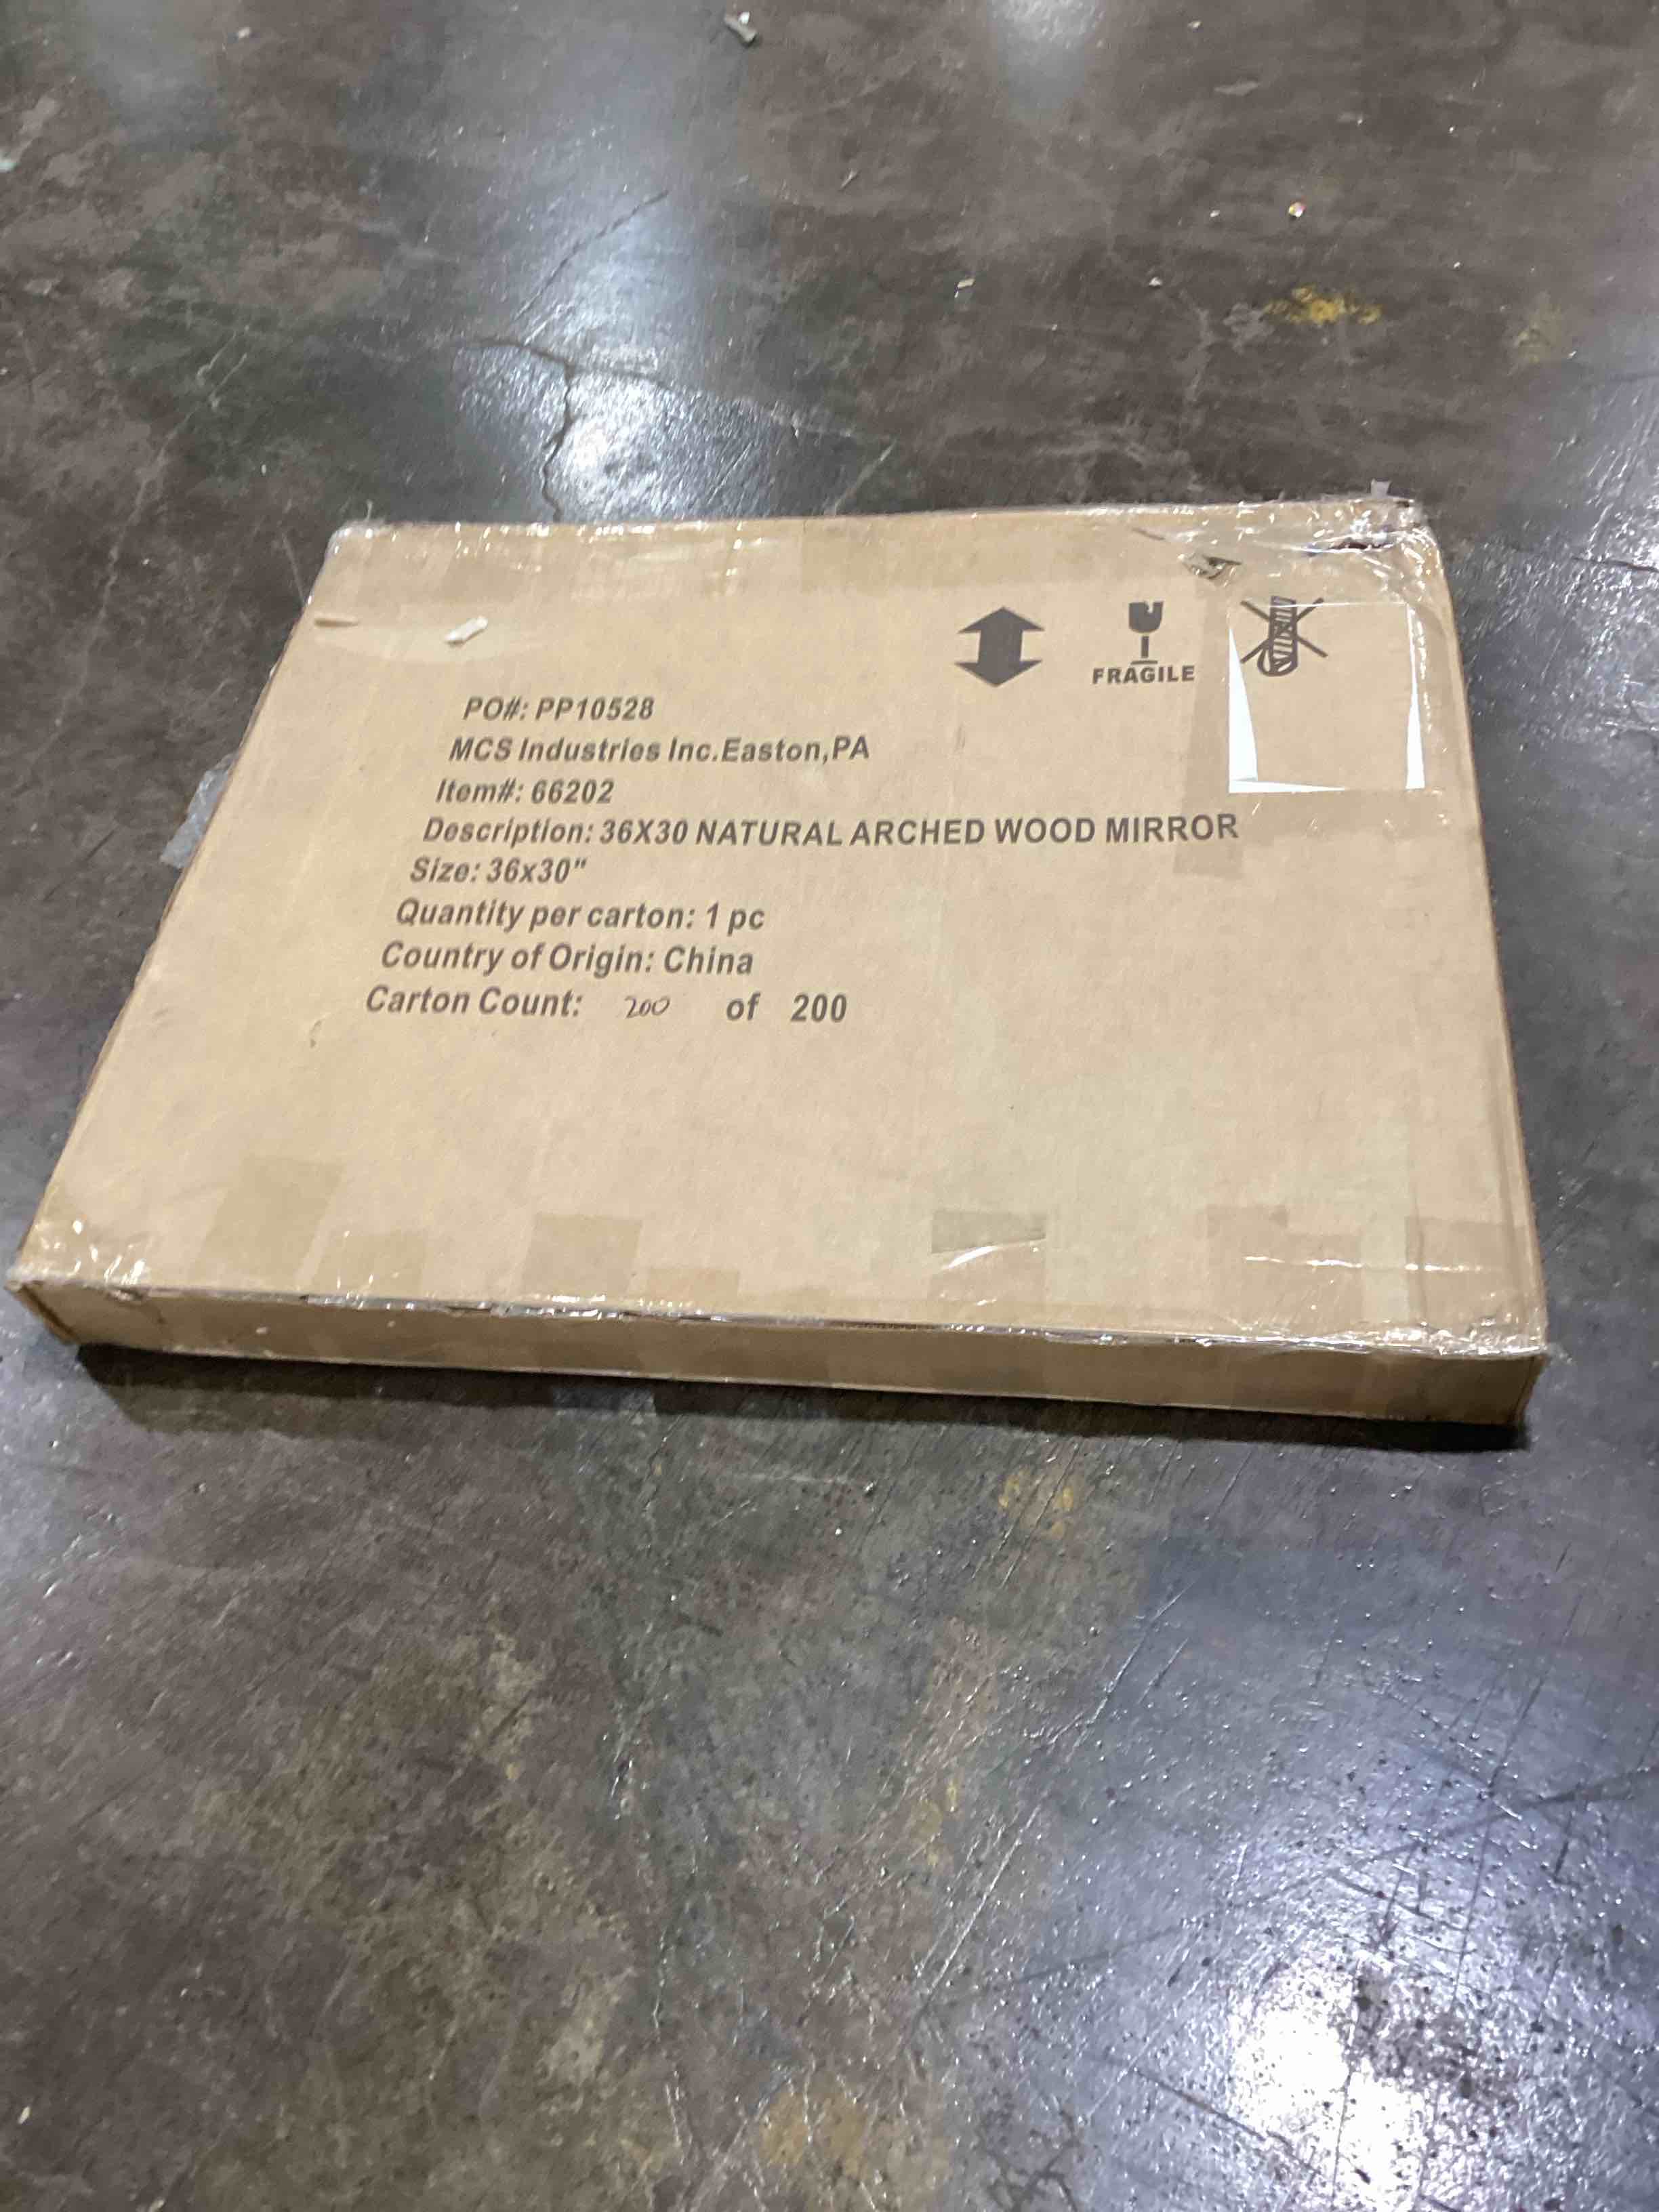 FRAGILE
PO#: PP10528
MCS Industries Inc.Easton,PA
Item#: 66202
Description: 36X30 NATURAL ARCHED WOOD MIRROR
Size: 36x30"
Quantity per carton: 1 pc
Country of Origin: China
Carton Count: 200 of 200